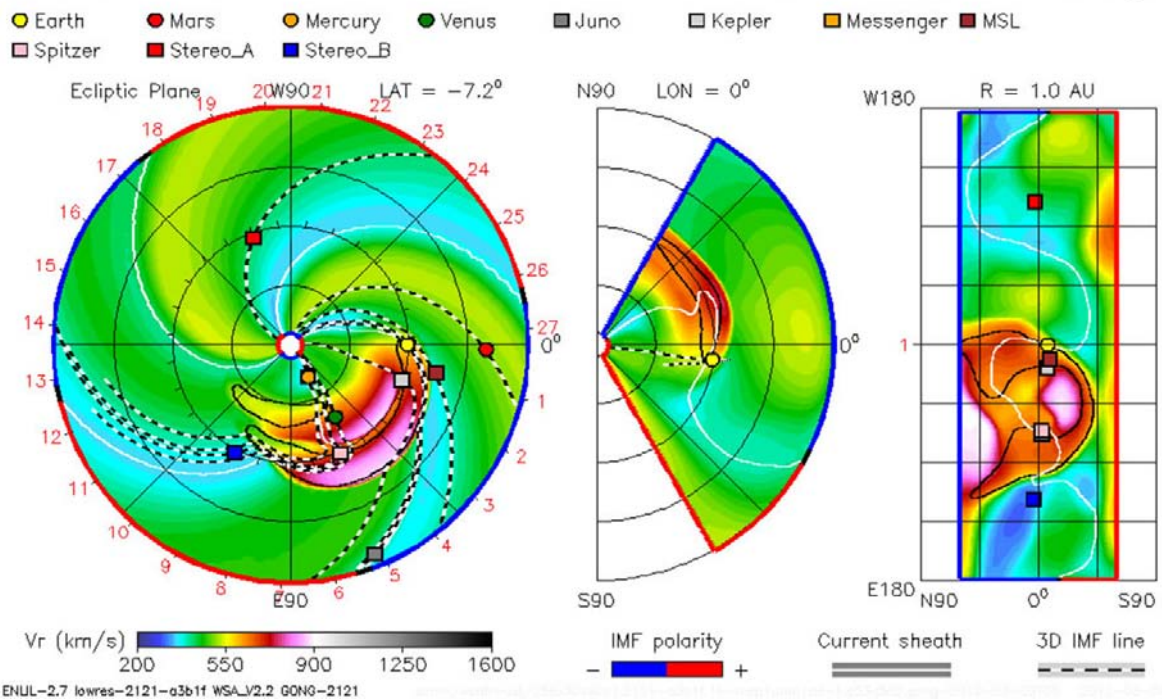 Earth Mars Mercury Venus Juno Kepler Messenger MSL
Spitzer Stereo_A Stereo_B
Ecliptic Plane W90 LAT = −7.2°
N90 LON = 0°
W180 R = 1.0 AU
20 21
19 22
18 23
17 24
16 25
15 26
14 27
0° 0° 1
13 1
12 2
11 3
10 4
9 5
8 7 6
E90
S90
E180
N90 0° S90
Vr (km/s)
200 550 900 1250 1600
IMF polarity
− +
Current sheath
3D IMF line
ENLIL-2.7 lowres-2121-a3b1f WSA_V2.2 GONG-2121